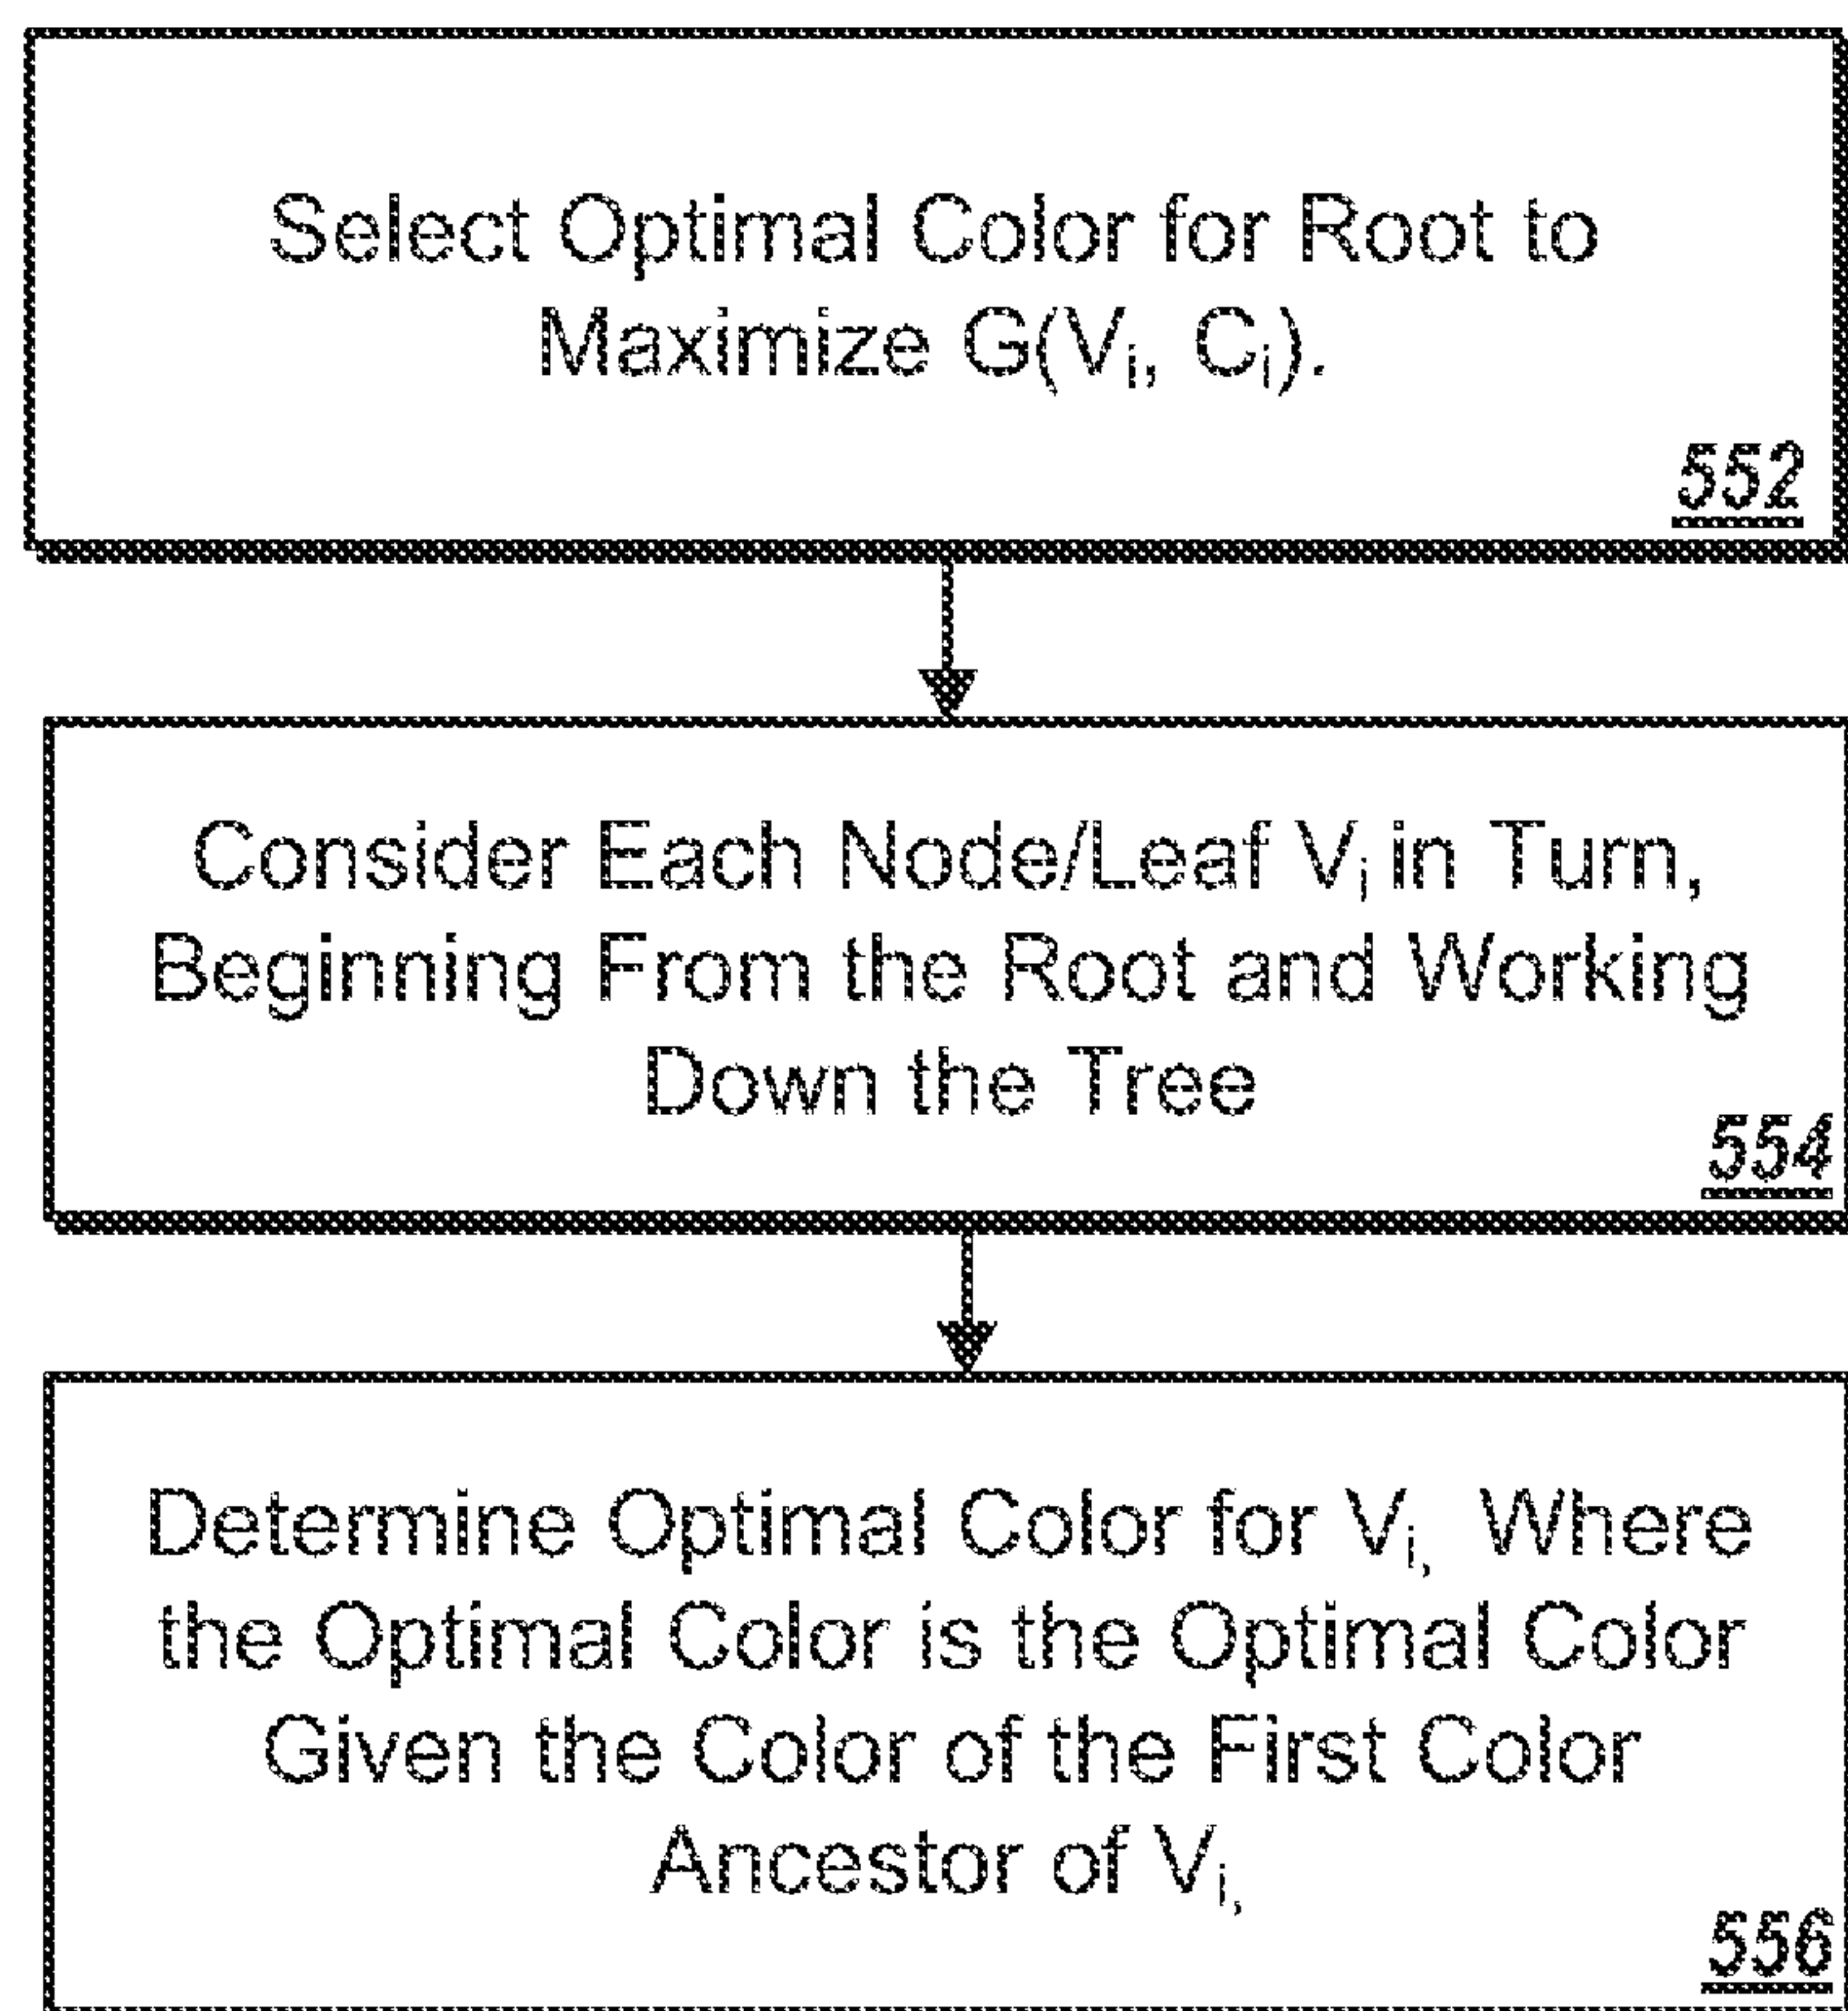 Select Optimal Color for Root to
Maximize G(Vᵢ, Cᵢ).
552
Consider Each Node/Leaf Vᵢ in Turn,
Beginning From the Root and Working
Down the Tree
554
Determine Optimal Color for Vᵢ, Where
the Optimal Color is the Optimal Color
Given the Color of the First Color
Ancestor of Vᵢ,
556